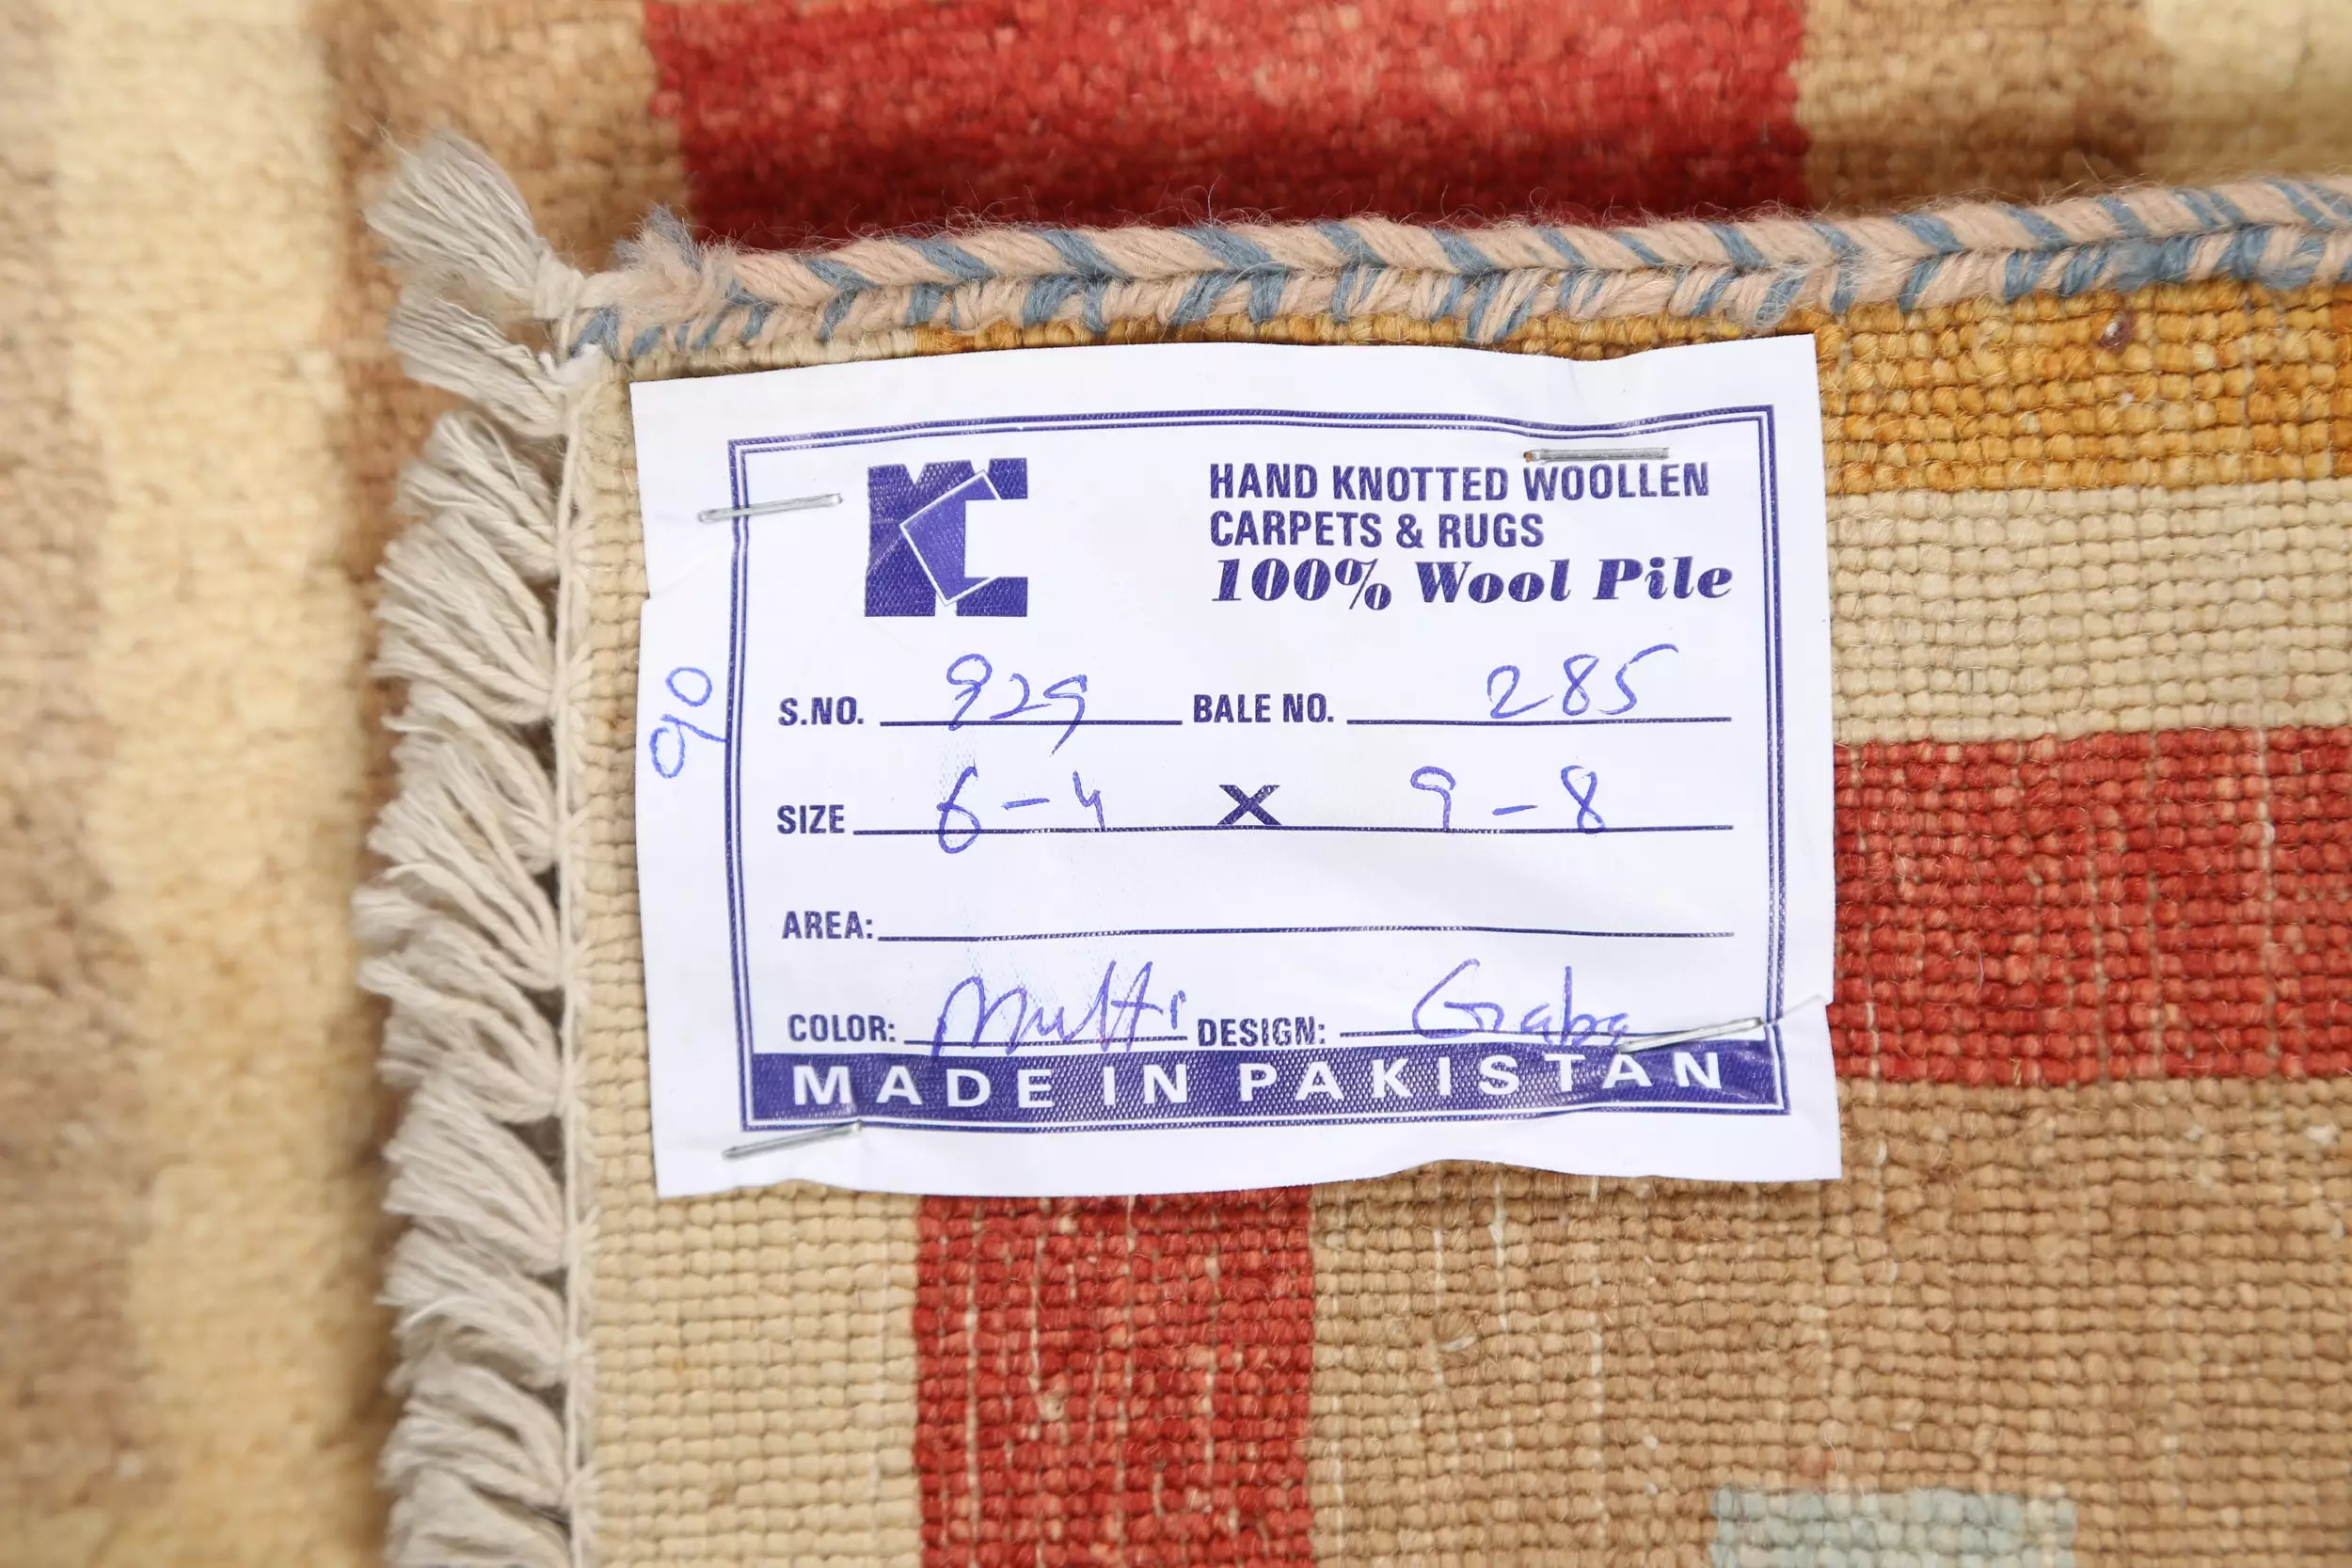 HAND KNOTTED WOOLLEN
CARPETS & RUGS
100% Wool Pile
S.NO. 929 BALE NO. 285
90
SIZE 6-4 X 9-8
AREA:
COLOR: Multi DESIGN: Gaba
MADE IN PAKISTAN